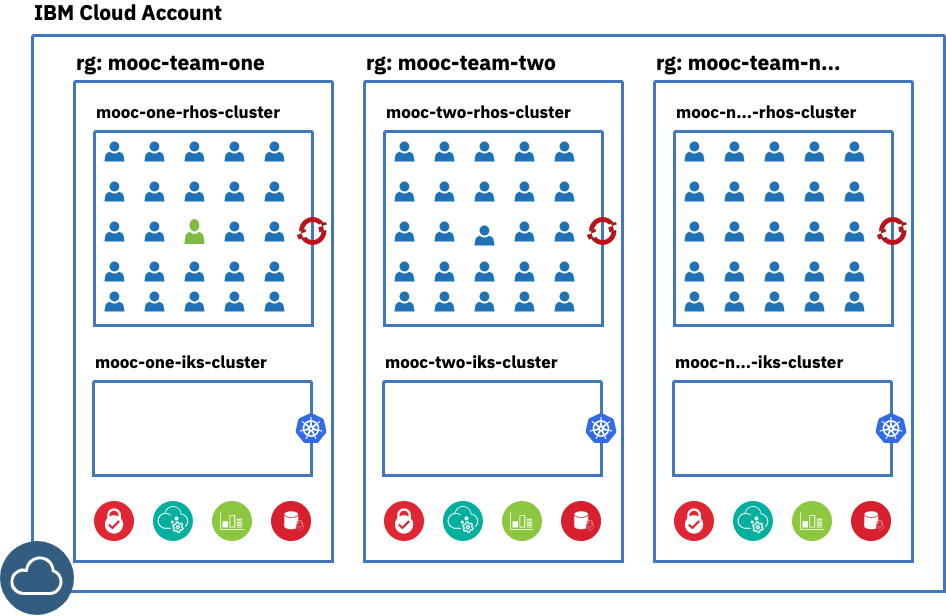 IBM Cloud Account
rg: mooc-team-one
rg: mooc-team-two
rg: mooc-team-n...
mooc-one-rhos-cluster
mooc-two-rhos-cluster
mooc-n...-rhos-cluster
mooc-one-iks-cluster
mooc-two-iks-cluster
mooc-n...-iks-cluster